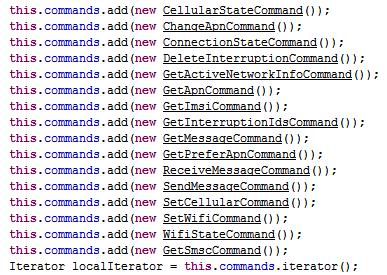 this.commands.add(new CellularStateCommand());
this.commands.add(new ChangeApnCommand());
this.commands.add(new ConnectionStateCommand());
this.commands.add(new DeleteInterruptionCommand());
this.commands.add(new GetActiveNetworkInfoCommand());
this.commands.add(new GetApnCommand());
this.commands.add(new GetImsiCommand());
this.commands.add(new GetInterruptionIdsCommand());
this.commands.add(new GetMessageCommand());
this.commands.add(new GetPreferApnCommand());
this.commands.add(new ReceiveMessageCommand());
this.commands.add(new SendMessageCommand());
this.commands.add(new SetCellularCommand());
this.commands.add(new SetWifiCommand());
this.commands.add(new WifiStateCommand());
this.commands.add(new GetSmscCommand());
Iterator localIterator = this.commands.iterator();